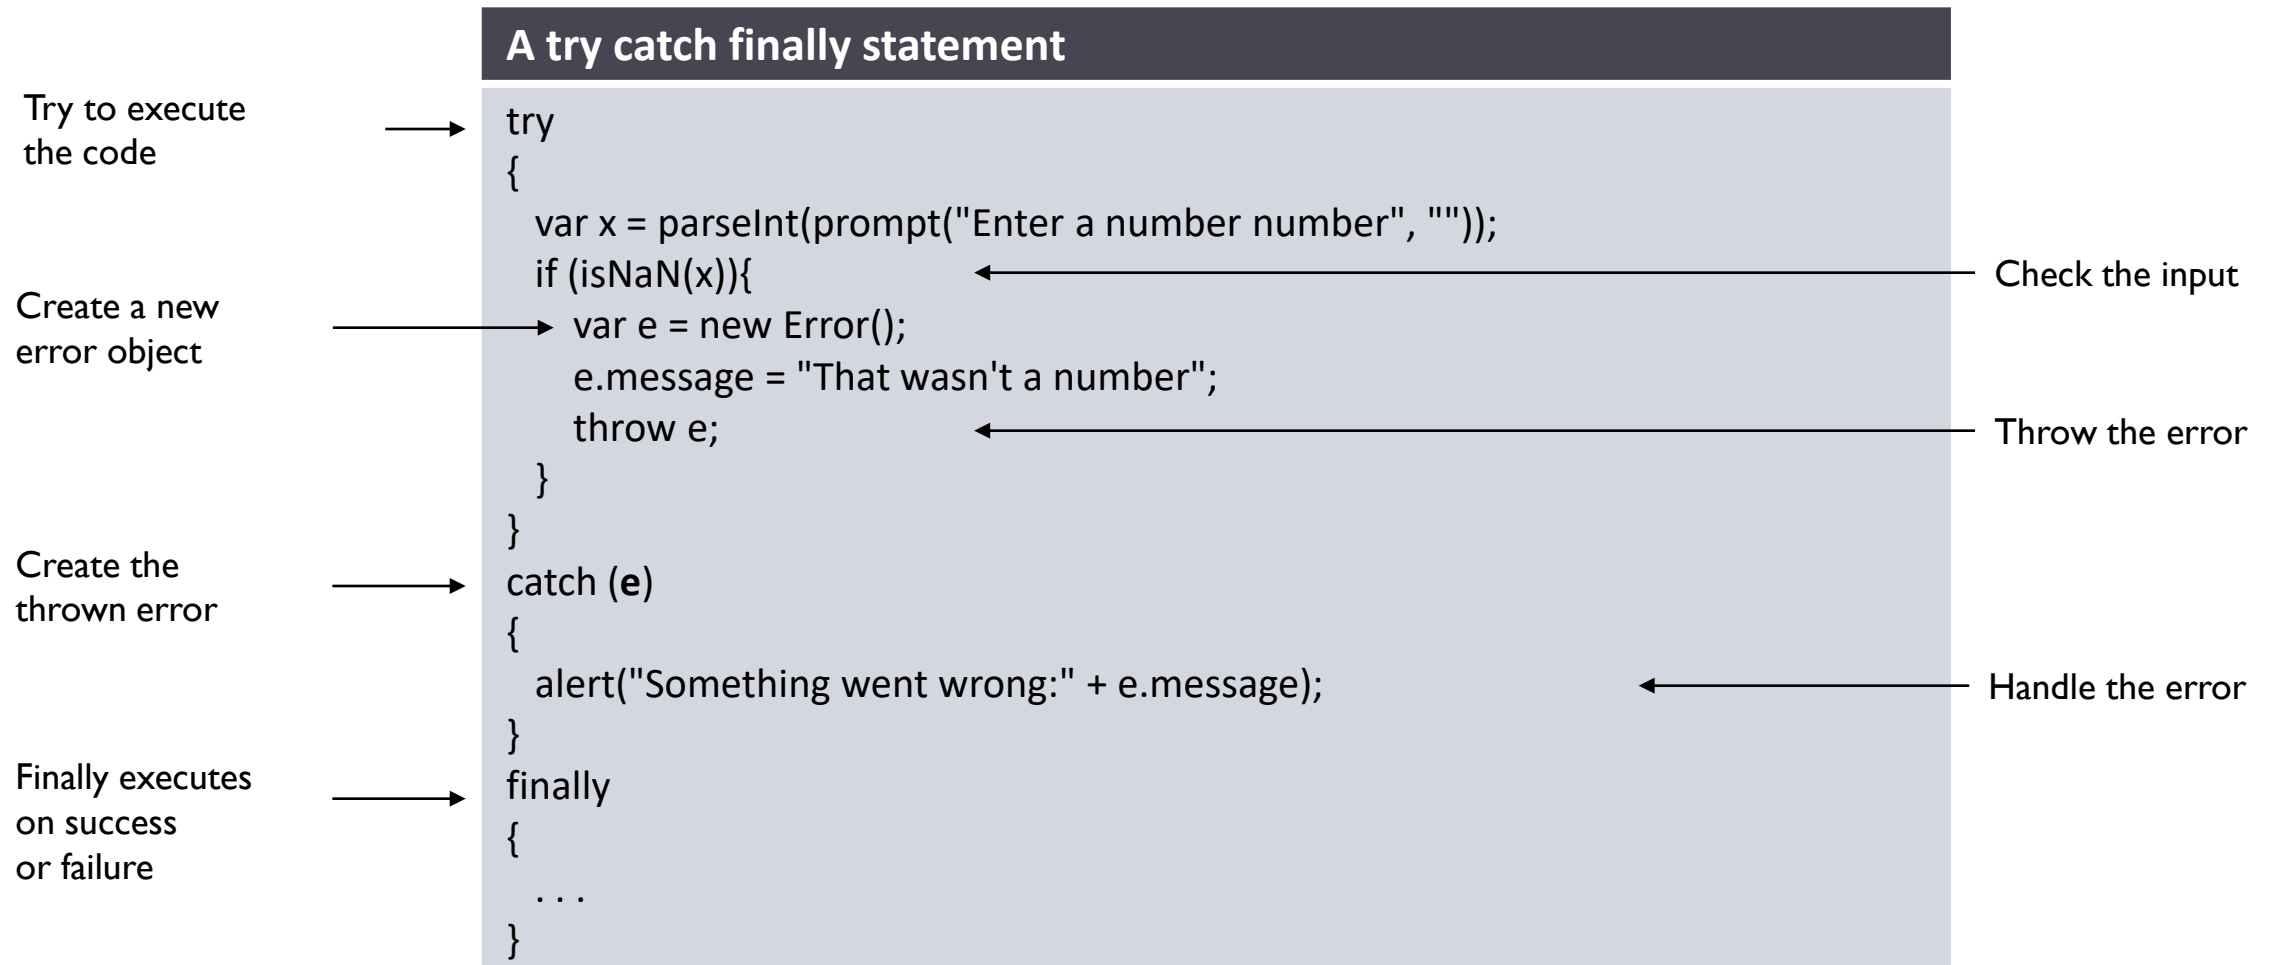 A try catch finally statement
Try to execute
the code
try
{
var x = parseInt(prompt("Enter a number number", ""));
if (isNaN(x)){
Check the input
Create a new
error object
var e = new Error();
e.message = "That wasn't a number";
throw e;
Throw the error
}
}
Create the
thrown error
catch (e)
{
alert("Something went wrong:" + e.message);
Handle the error
}
Finally executes
on success
or failure
finally
{
. . .
}